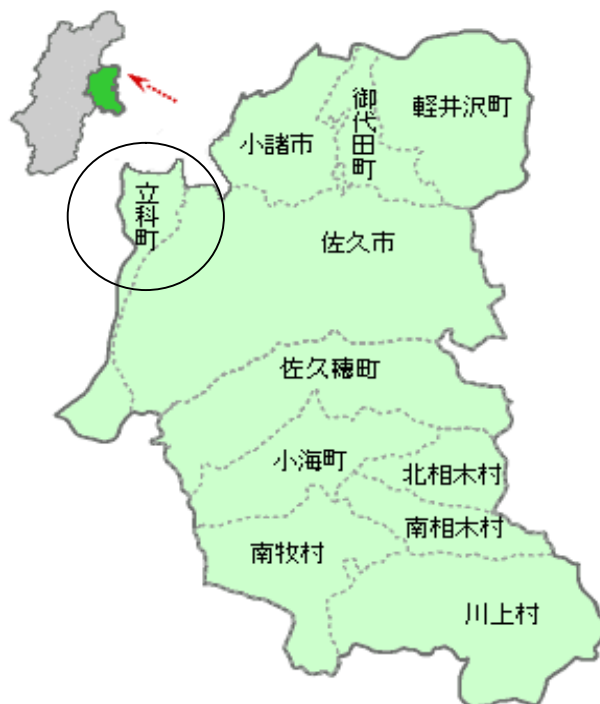 軽井沢町
御代田町
小諸市
立科町
佐久市
佐久穂町
小海町
北相木村
南相木村
南牧村
川上村